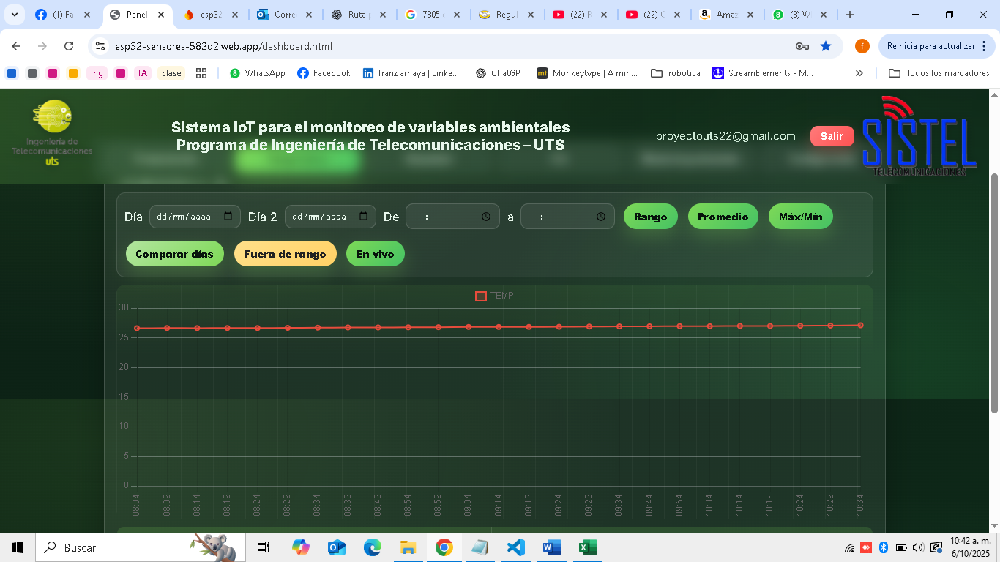 (1) Fa
Panel
esp32
Corre
Ruta p
7805 c
Regul
(22) F
(22) C
Amaz
(8) W
esp32-sensores-582d2.web.app/dashboard.html
f
Reinicia para actualizar
ing
IA
clase
8
WhatsApp
Facebook
franz amaya | Linke...
ChatGPT
mt
Monkeytype | A min...
robotica
StreamElements - M...
Todos los marcadores
Ingeniería de
Telecomunicaciones
uts
Sistema IoT para el monitoreo de variables ambientales
Programa de Ingeniería de Telecomunicaciones – UTS
proyectouts22@gmail.com
Salir
SISTEL
TELECOMUNICACIONES
Día
dd/mm/aaaa
Día 2
dd/mm/aaaa
De
--:-- -----
a
--:-- -----
Rango
Promedio
Máx/Mín
Comparar días
Fuera de rango
En vivo
TEMP
30
25
20
15
10
5
0
08:04
08:09
08:14
08:19
08:24
08:29
08:34
08:39
08:49
08:54
08:59
09:04
09:14
09:19
09:24
09:29
09:34
09:44
09:54
10:04
10:14
10:19
10:24
10:29
10:34
Buscar
10:42 a. m.
6/10/2025